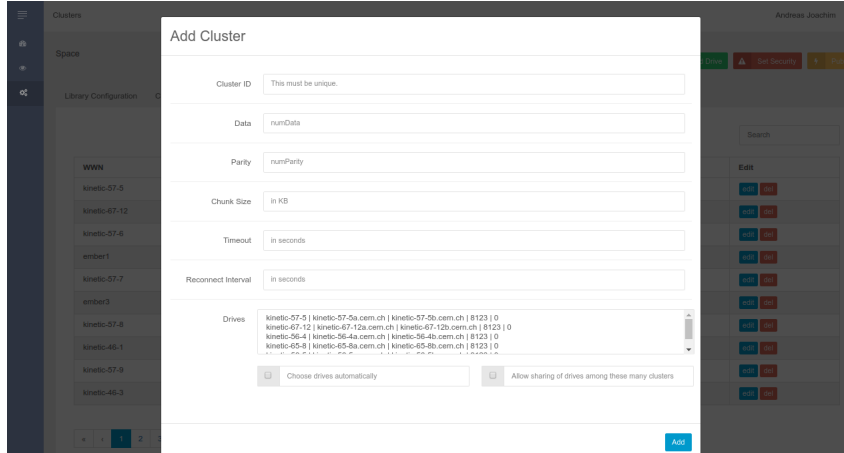 Clusters
Andreas Joachim
Add Cluster
Space
Drive
Set Security
Library Configuration
Cluster ID
This must be unique.
Data
numData
Search
Parity
numParity
WWN
Edit
kinetic-57-5
edit del
Chunk Size
in KB
kinetic-67-12
edit del
kinetic-57-6
edit del
Timeout
in seconds
ember1
edit del
kinetic-57-7
edit del
Reconnect Interval
in seconds
ember3
edit del
Drives
kinetic-57-5 | kinetic-57-5a.cern.ch | kinetic-57-5b.cern.ch | 8123 | 0
kinetic-67-12 | kinetic-67-12a.cern.ch | kinetic-67-12b.cern.ch | 8123 | 0
kinetic-56-4 | kinetic-56-4a.cern.ch | kinetic-56-4b.cern.ch | 8123 | 0
kinetic-65-8 | kinetic-65-8a.cern.ch | kinetic-65-8b.cern.ch | 8123 | 0
kinetic-57-8
edit del
kinetic-46-1
edit del
kinetic-57-9
edit del
Choose drives automatically
Allow sharing of drives among these many clusters
kinetic-46-3
edit del
« ‹ 1 2 3
Add